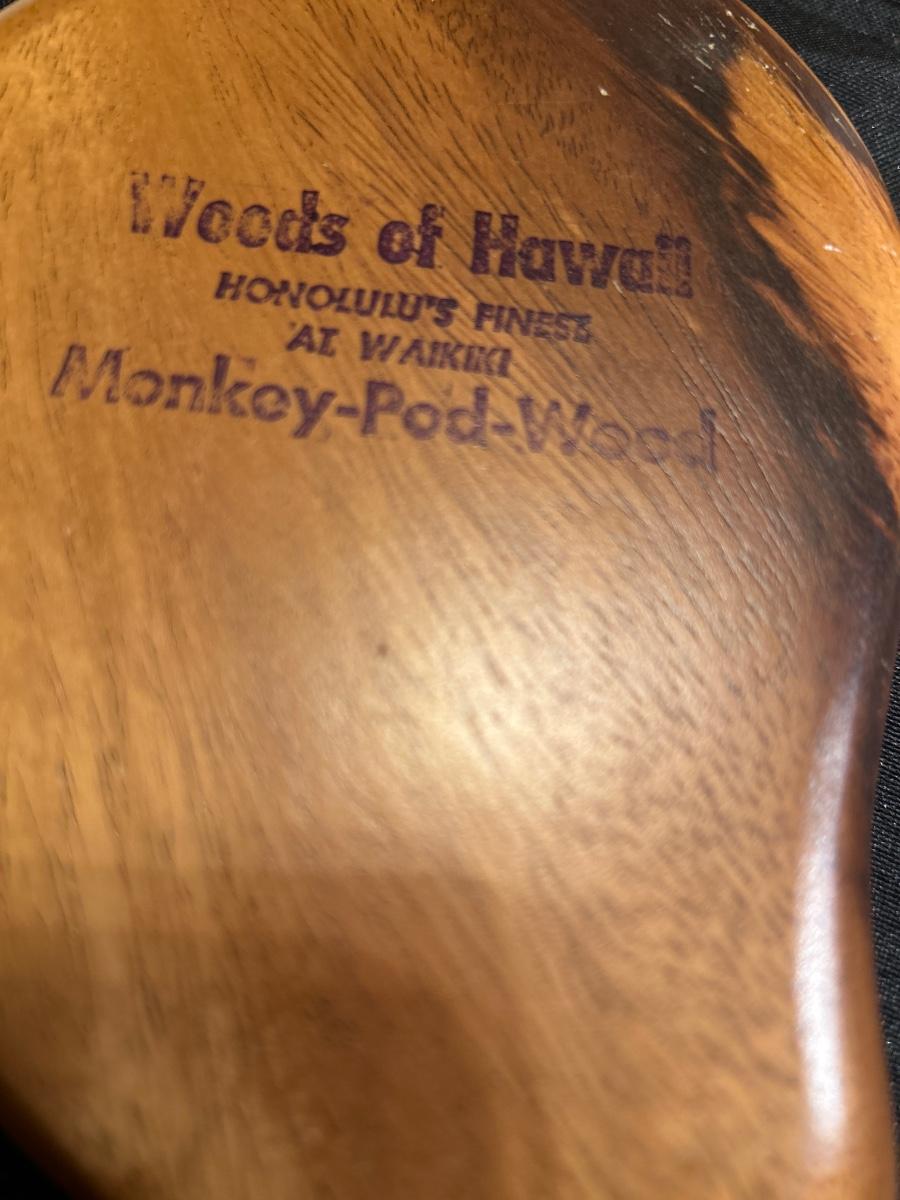 Woods of Hawaii
HONOLULU'S FINEST
AT WAIKIKI
Monkey-Pod-Wood